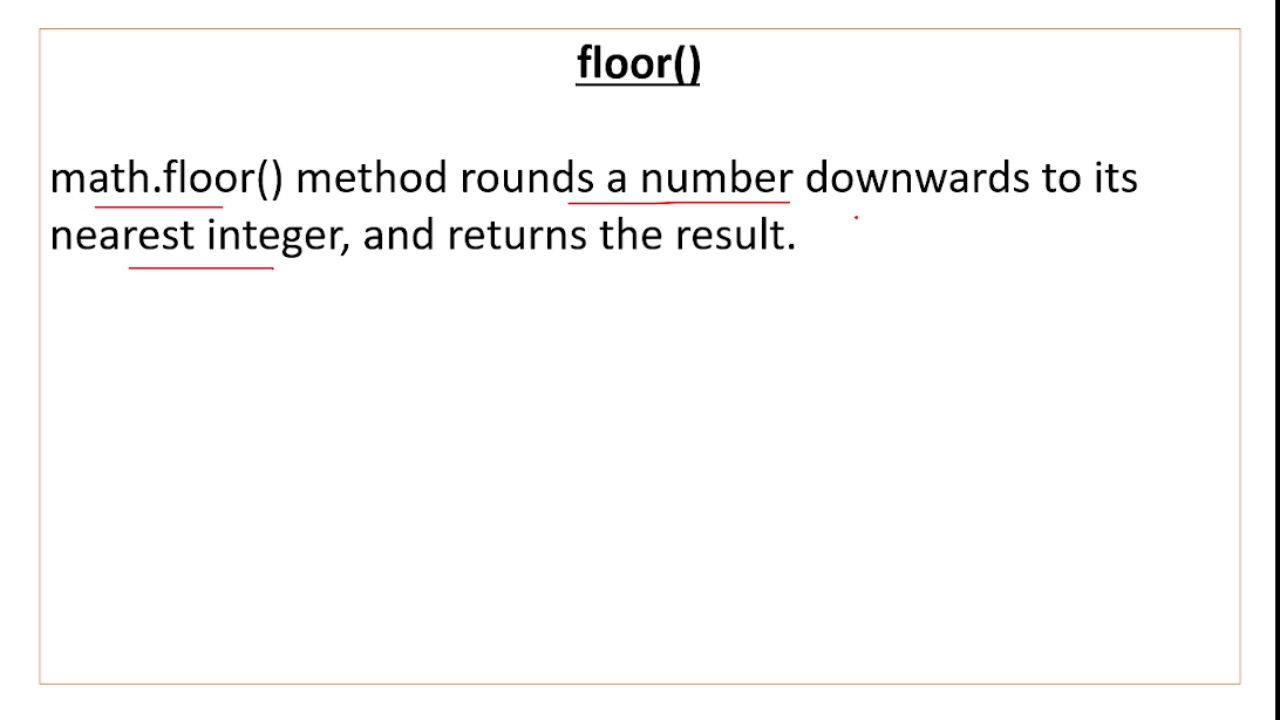 floor()
math.floor() method rounds a number downwards to its
nearest integer, and returns the result.